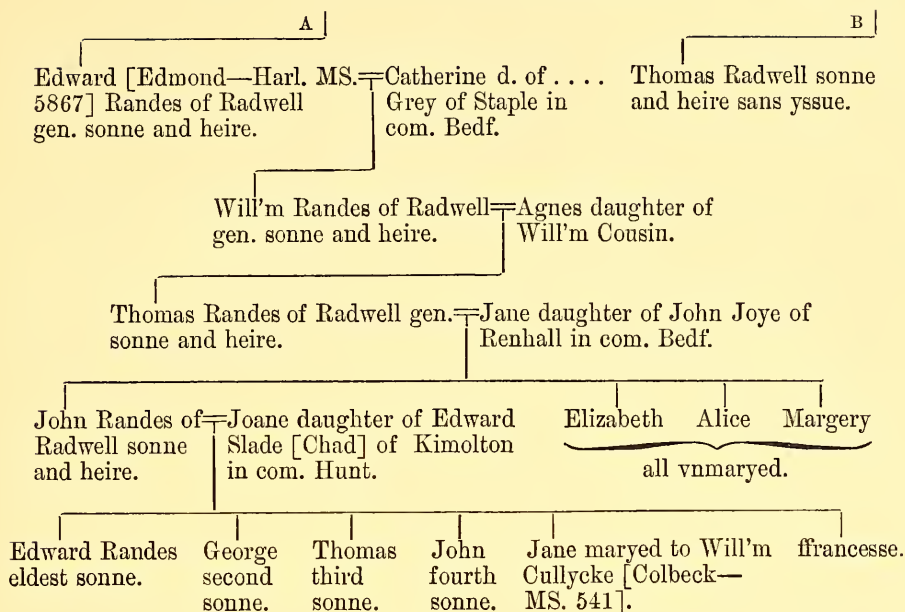 A
B
Edward [Edmond—Harl. MS.
5867] Randes of Radwell
gen. sonne and heire.
Catherine d. of . . . .
Grey of Staple in
com. Bedf.
Thomas Radwell sonne
and heire sans yssue.
Will'm Randes of Radwell
gen. sonne and heire.
Agnes daughter of
Will'm Cousin.
Thomas Randes of Radwell gen.
sonne and heire.
Jane daughter of John Joye of
Renhall in com. Bedf.
John Randes of
Radwell sonne
and heire.
Joane daughter of Edward
Slade [Chad] of Kimolton
in com. Hunt.
Elizabeth Alice Margery
all vnmaryed.
Edward Randes
eldest sonne.
George
second
sonne.
Thomas
third
sonne.
John
fourth
sonne.
Jane maryed to Will'm
Cullycke [Colbeck—
MS. 541].
ffrancesse.